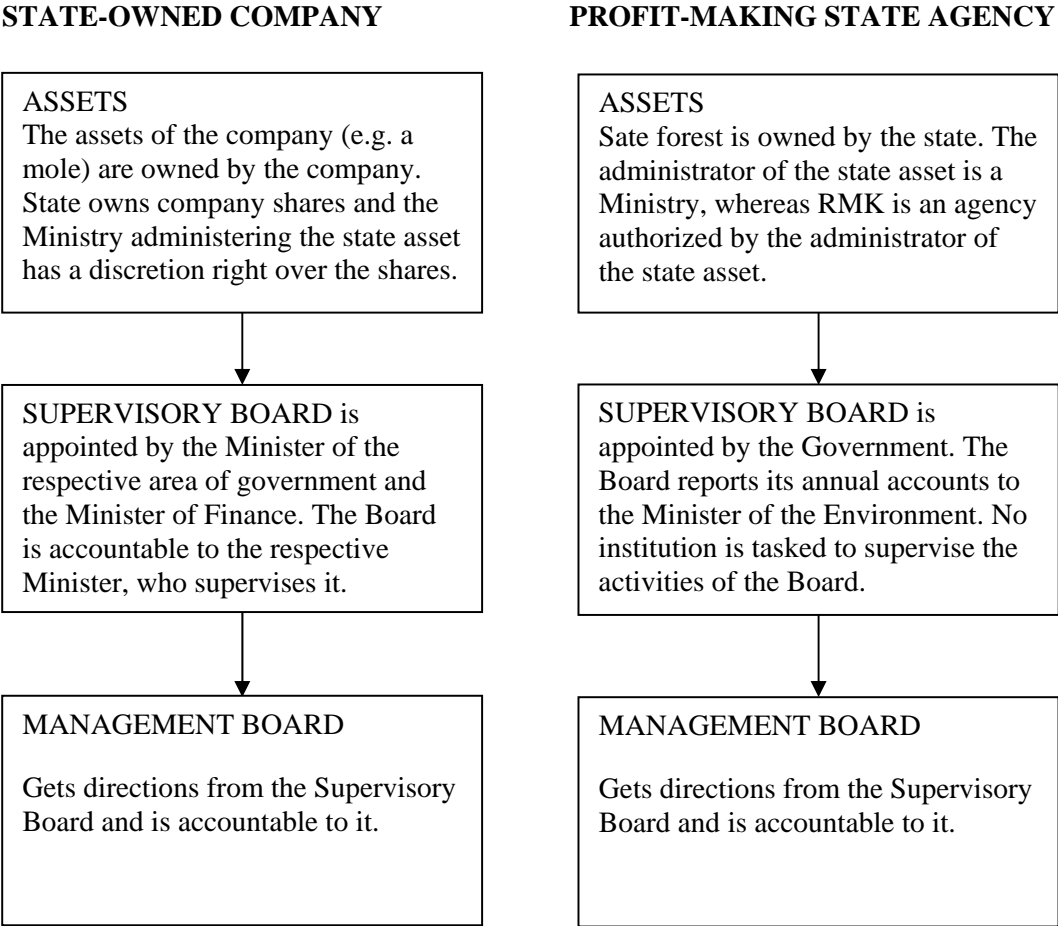 STATE-OWNED COMPANY
PROFIT-MAKING STATE AGENCY
ASSETS
The assets of the company (e.g. a
mole) are owned by the company.
State owns company shares and the
Ministry administering the state asset
has a discretion right over the shares.
ASSETS
Sate forest is owned by the state. The
administrator of the state asset is a
Ministry, whereas RMK is an agency
authorized by the administrator of
the state asset.
SUPERVISORY BOARD is
appointed by the Minister of the
respective area of government and
the Minister of Finance. The Board
is accountable to the respective
Minister, who supervises it.
SUPERVISORY BOARD is
appointed by the Government. The
Board reports its annual accounts to
the Minister of the Environment. No
institution is tasked to supervise the
activities of the Board.
MANAGEMENT BOARD
Gets directions from the Supervisory
Board and is accountable to it.
MANAGEMENT BOARD
Gets directions from the Supervisory
Board and is accountable to it.